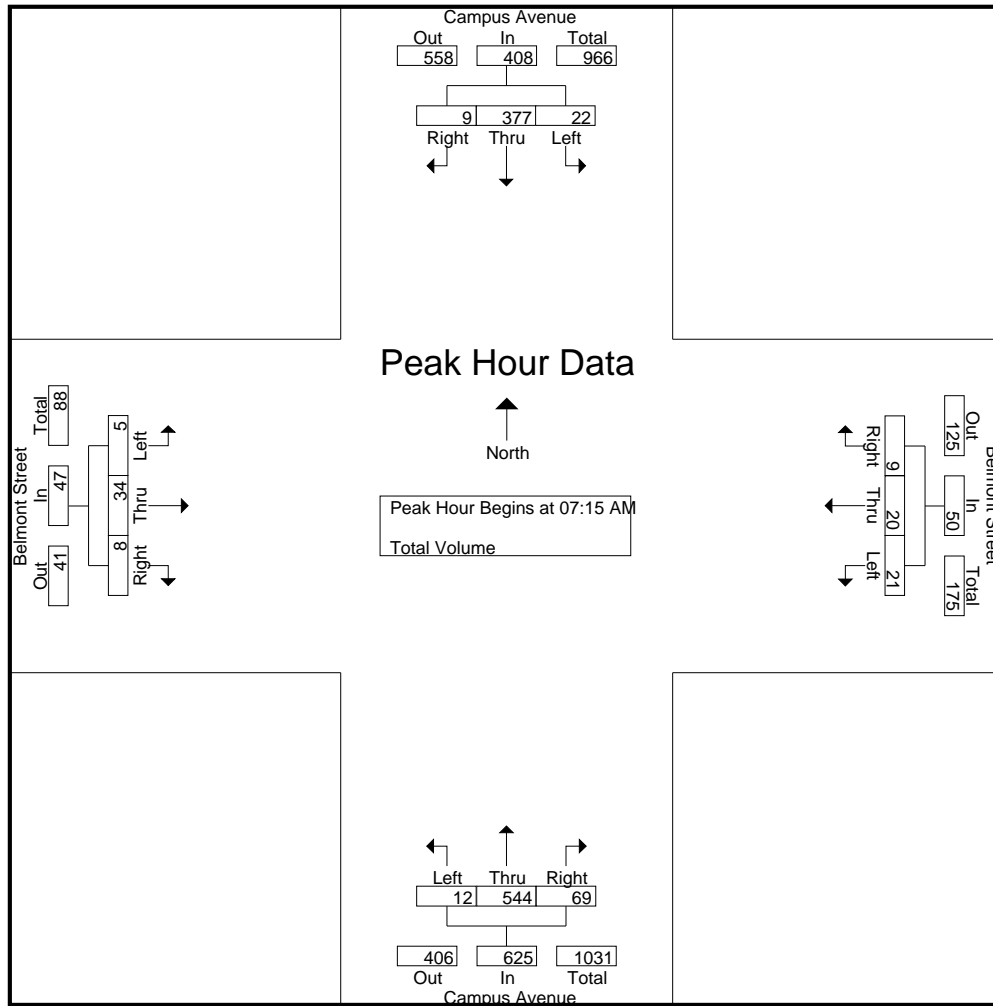 Campus Avenue
Out In Total
558 408 966
9 377 22
Right Thru Left
Peak Hour Data
North
Peak Hour Begins at 07:15 AM
Total Volume
Belmont Street
Total In Out
88 47 41
5 34 8
Left Thru Right
Belmont Street
Out In Total
125 50 175
9 20 21
Right Thru Left
Left Thru Right
12 544 69
406 625 1031
Out In Total
Campus Avenue